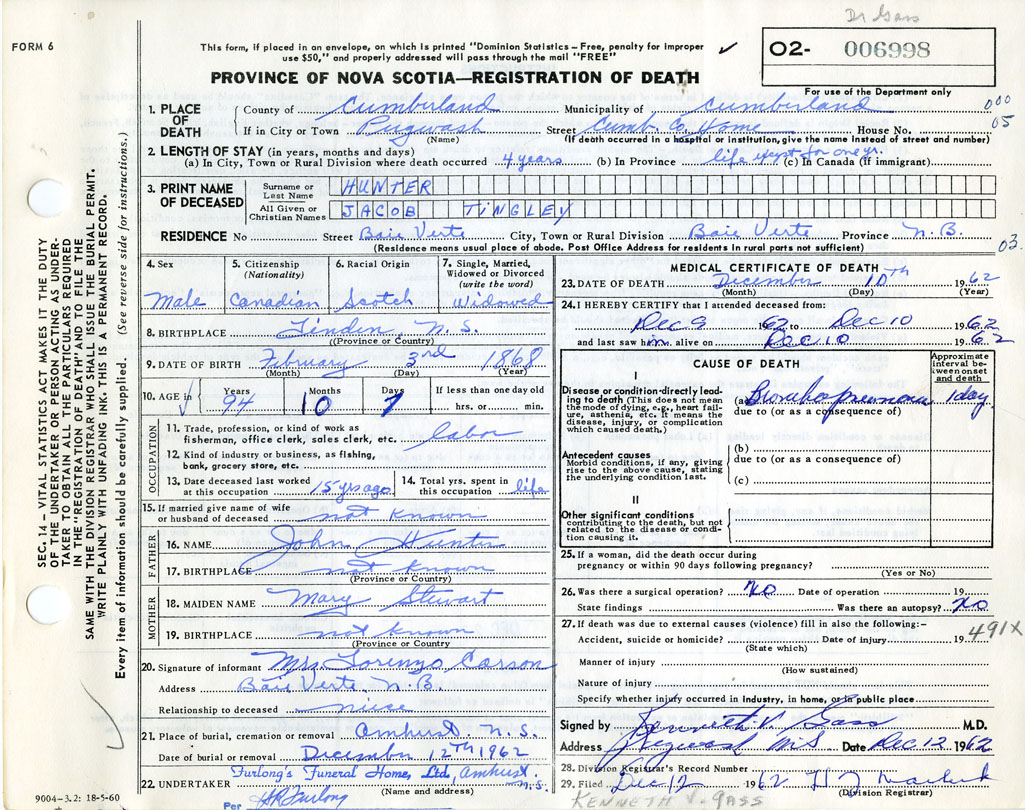 Dr Gass
FORM 6
This form, if placed in an envelope, on which is printed "Dominion Statistics – Free, penalty for improper
use $50," and properly addressed will pass through the mail "FREE"
✓
O2- 006998
For use of the Department only
PROVINCE OF NOVA SCOTIA—REGISTRATION OF DEATH
SEC. 14 – VITAL STATISTICS ACT MAKES IT THE DUTY
OF THE UNDERTAKER OR PERSON ACTING AS UNDER-
TAKER TO OBTAIN ALL THE PARTICULARS REQUIRED
IN THE "REGISTRATION OF DEATH" AND TO FILE THE
SAME WITH THE DIVISION REGISTRAR WHO SHALL ISSUE THE BURIAL PERMIT.
WRITE PLAINLY WITH UNFADING INK. THIS IS A PERMANENT RECORD.
Every item of information should be carefully supplied. (See reverse side for instructions.)
1. PLACE OF DEATH
County of Cumberland Municipality of Cumberland
000
05
If in City or Town Pugwash Street Cumb. Co. Home House No.
(Name) (If death occurred in a hospital or institution, give the name instead of street and number)
2. LENGTH OF STAY (in years, months and days)
(a) In City, Town or Rural Division where death occurred 4 years (b) In Province life except for one yr. (c) In Canada (if immigrant)
3. PRINT NAME OF DECEASED
Surname or Last Name HUNTER
All Given or Christian Names JACOB TINGLEY
RESIDENCE No Street Baie Verte City, Town or Rural Division Baie Verte Province N.B.
(Residence means usual place of abode. Post Office Address for residents in rural parts not sufficient)
03.
4. Sex
Male
5. Citizenship
(Nationality)
Canadian
6. Racial Origin
Scotch
7. Single, Married,
Widowed or Divorced
(write the word)
Widowed
8. BIRTHPLACE Linden, N.S.
(Province or Country)
9. DATE OF BIRTH February 3rd 1868
(Month) (Day) (Year)
10. AGE in
Years Months Days If less than one day old
94 10 7 hrs. or min.
OCCUPATION
11. Trade, profession, or kind of work as
fisherman, office clerk, sales clerk, etc. labor
12. Kind of industry or business, as fishing,
bank, grocery store, etc.
13. Date deceased last worked
at this occupation 15 yrs ago
14. Total yrs. spent in
this occupation life
15. If married give name of wife
or husband of deceased not known
FATHER
16. NAME John Hunter
17. BIRTHPLACE not known
(Province or Country)
MOTHER
18. MAIDEN NAME Mary Stewart
19. BIRTHPLACE not known
(Province or Country)
20. Signature of informant Mrs. Lorenzo Carson
Address Baie Verte, N.B.
Relationship to deceased niece
21. Place of burial, cremation or removal Amherst N.S.
Date of burial or removal December 12TH 1962
22. UNDERTAKER Furlong's Funeral Home, Ltd, Amherst. N.S.
(Name and address)
Per Furlong
9004-3.2: 18-5-60
MEDICAL CERTIFICATE OF DEATH
23. DATE OF DEATH December 10TH 1962
(Month) (Day) (Year)
24. I HEREBY CERTIFY that I attended deceased from:
Dec 9 1962 to Dec 10 1962
and last saw him alive on Dec 10 1962
CAUSE OF DEATH
Approximate interval between onset and death
I
Disease or condition directly leading to death (This does not mean
the mode of dying, e.g., heart failure, asthenia, etc. It means the
disease, injury, or complication
which caused death.)
(a) Bronchopneumonia 1 day
due to (or as a consequence of)
Antecedent causes
Morbid conditions, if any, giving
rise to the above cause, stating
the underlying condition last.
(b)
due to (or as a consequence of)
(c)
II
Other significant conditions
contributing to the death, but not
related to the disease or condition causing it.
25. If a woman, did the death occur during
pregnancy or within 90 days following pregnancy?
(Yes or No)
26. Was there a surgical operation? No Date of operation 19
State findings Was there an autopsy? No
27. If death was due to external causes (violence) fill in also the following:–
491X
Accident, suicide or homicide? Date of injury 19
(State which)
Manner of injury
(How sustained)
Nature of injury
Specify whether injury occurred in industry, in home, or in public place
Signed by Kenneth V. Gass M.D.
Address Pugwash NS Date Dec 12 1962
28. Division Registrar's Record Number
29. Filed Dec 12 1962
(Division Registrar)
KENNETH V. GASS